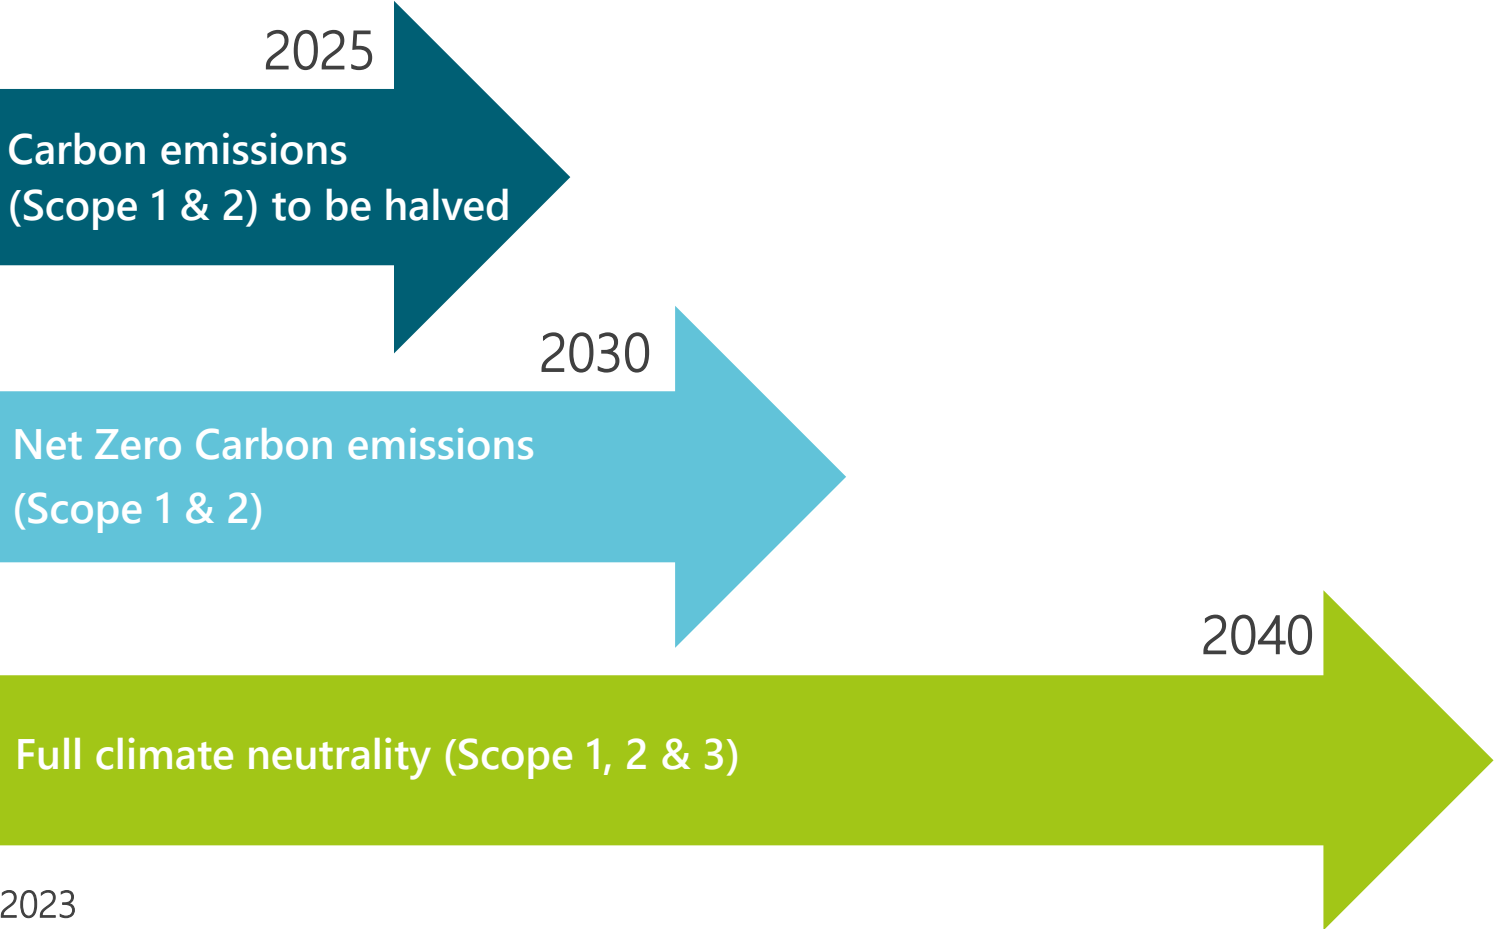 2025
Carbon emissions
(Scope 1 & 2) to be halved
2030
Net Zero Carbon emissions
(Scope 1 & 2)
2040
Full climate neutrality (Scope 1, 2 & 3)
2023